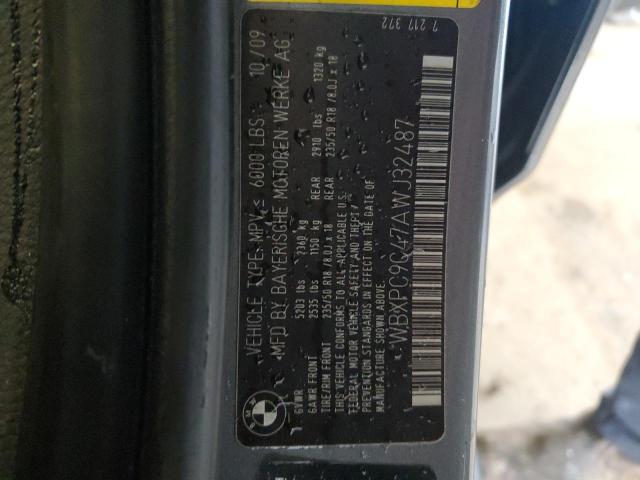 VEHICLE TYPE: MPV ≤ 6000 LBS 10/09
MFD BY BAYERISCHE MOTOREN WERKE AG
GVWR 5203 lbs 2360 kg
GAWR FRONT 2535 lbs 1150 kg REAR 2910 lbs 1320 kg
TIRE/RIM FRONT 235/50 R18 /8.0J x 18 REAR 235/50 R18 /8.0J x 18
THIS VEHICLE CONFORMS TO ALL APPLICABLE U.S.
FEDERAL MOTOR VEHICLE SAFETY AND THEFT
PREVENTION STANDARDS IN EFFECT ON THE DATE OF
MANUFACTURE SHOWN ABOVE.
*WBXPC9C47AWJ32487
7 217 372
BMW